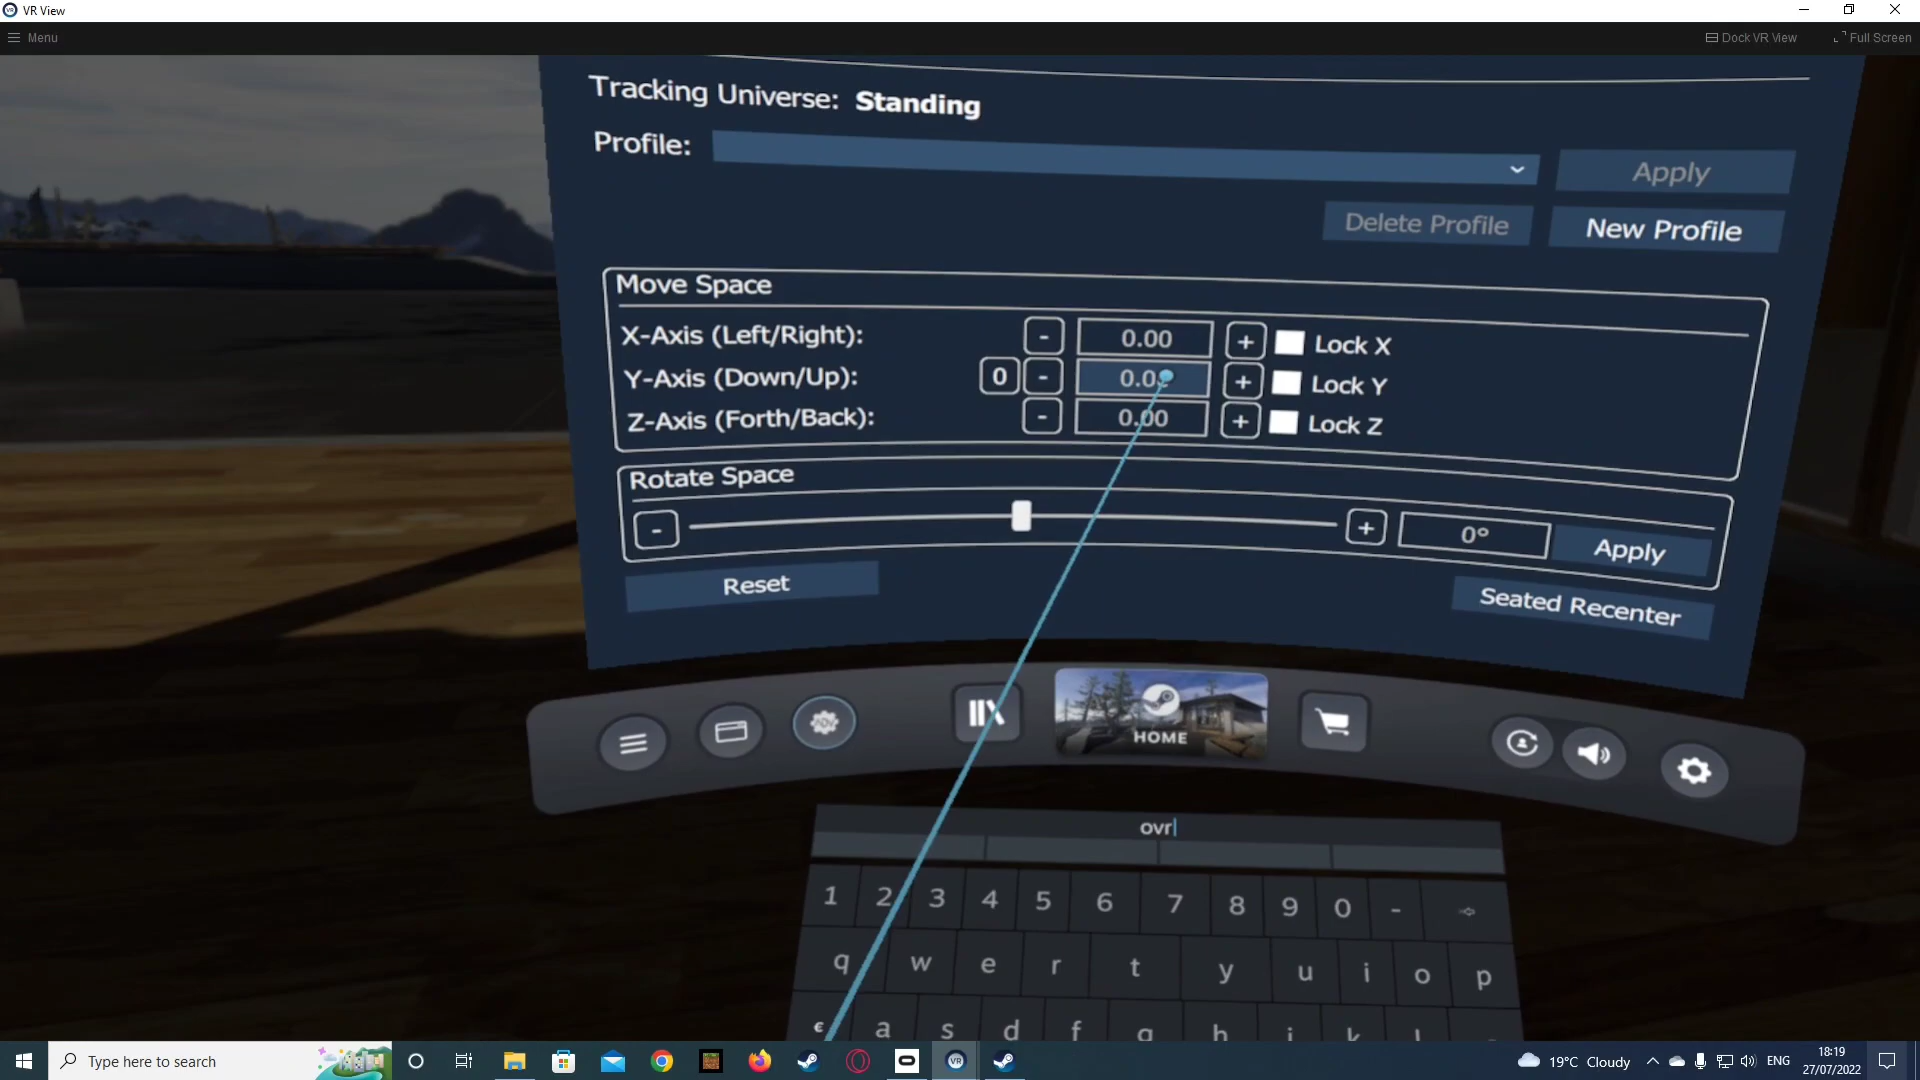 VR View
Menu
Dock VR View
Full Screen
Tracking Universe: Standing
Profile:
Apply
Delete Profile
New Profile
Move Space
X-Axis (Left/Right):
-
0.00
+
Lock X
Y-Axis (Down/Up):
0
-
+
Lock Y
Z-Axis (Forth/Back):
-
0.00
+
Lock Z
Rotate Space
-
+
0°
Apply
Reset
Seated Recenter
HOME
ovr
1 2 3 4 5 6 7 8 9 0 -
q w e r t y u i o p
€ a s d f
Type here to search
19°C Cloudy
ENG
18:19
27/07/2022